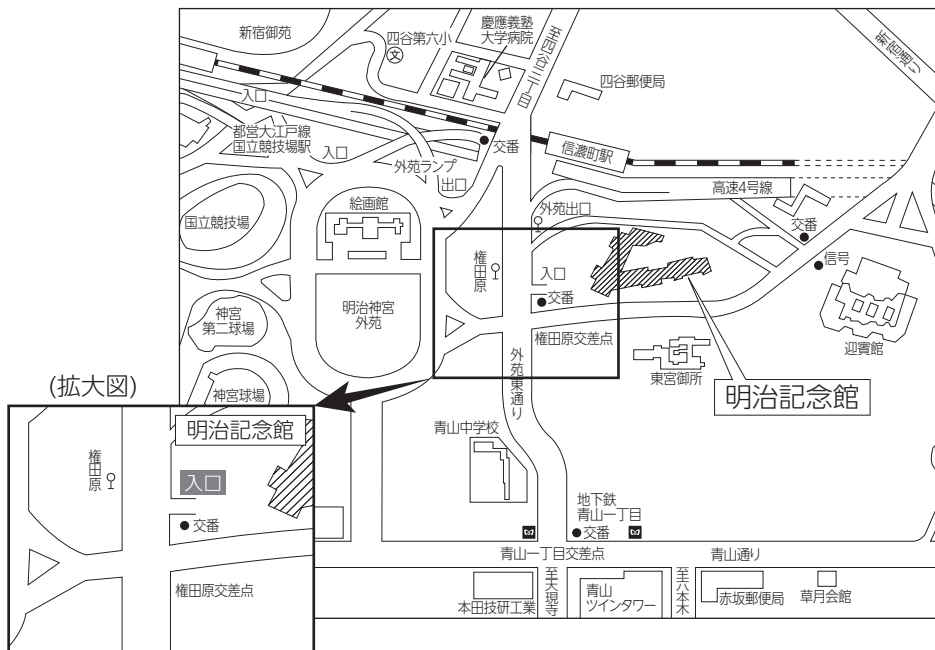 新宿御苑
四谷第六小
文
慶應義塾
大学病院
至四谷三丁目
四谷郵便局
新宿通り
入口
都営大江戸線
国立競技場駅
入口
外苑ランプ
出口
交番
信濃町駅
高速4号線
国立競技場
絵画館
外苑出口
交番
信号
権田原
入口
交番
明治神宮
外苑
神宮
第二球場
権田原交差点
迎賓館
東宮御所
外苑東通り
明治記念館
神宮球場
(拡大図)
明治記念館
権田原
入口
交番
権田原交差点
青山中学校
地下鉄
青山一丁目
交番
青山一丁目交差点
青山通り
本田技研工業
至天現寺
青山
ツインタワー
至六本木
赤坂郵便局
草月会館